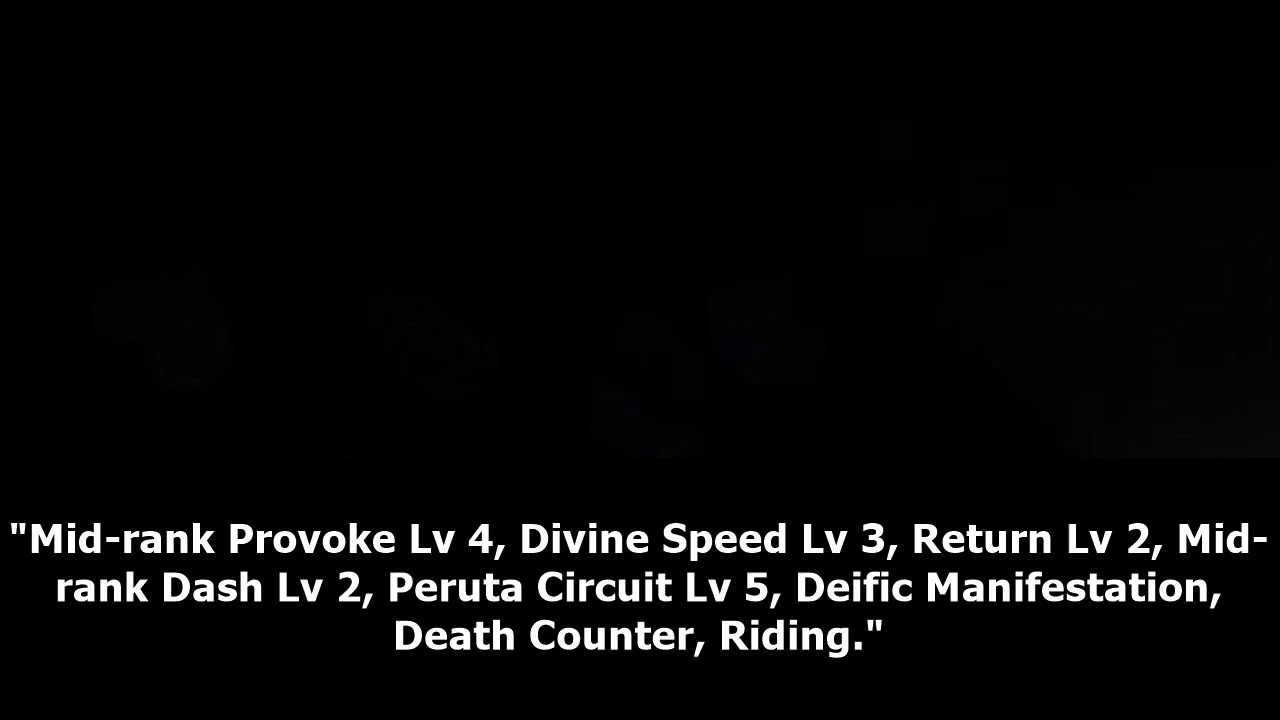 "Mid-rank Provoke Lv 4, Divine Speed Lv 3, Return Lv 2, Mid-
rank Dash Lv 2, Peruta Circuit Lv 5, Deific Manifestation,
Death Counter, Riding."